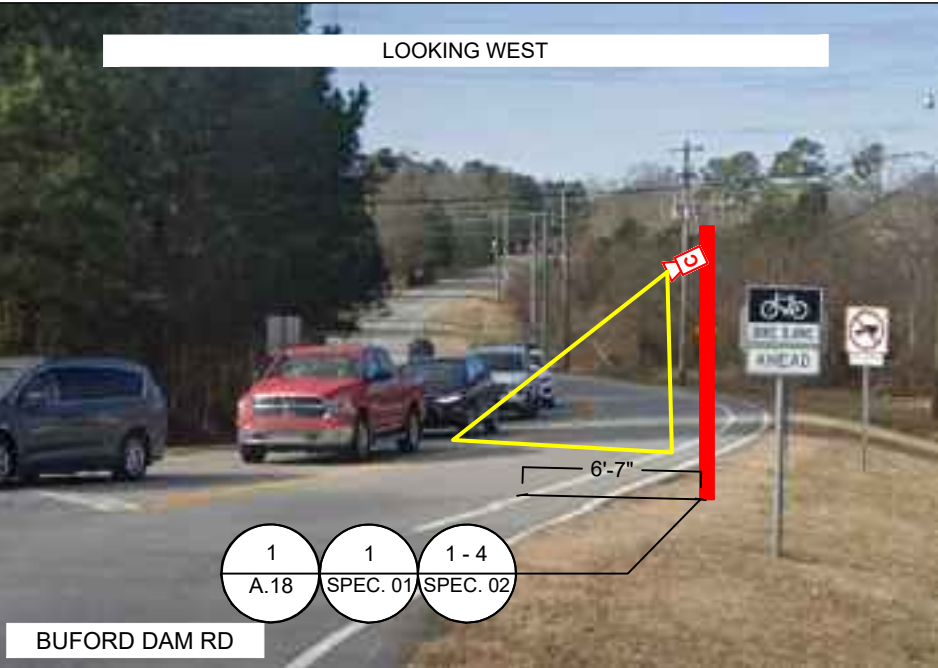 LOOKING WEST
C
BIKE LANE
AHEAD
6'-7"
1
A.18
1
SPEC. 01
1 - 4
SPEC. 02
BUFORD DAM RD